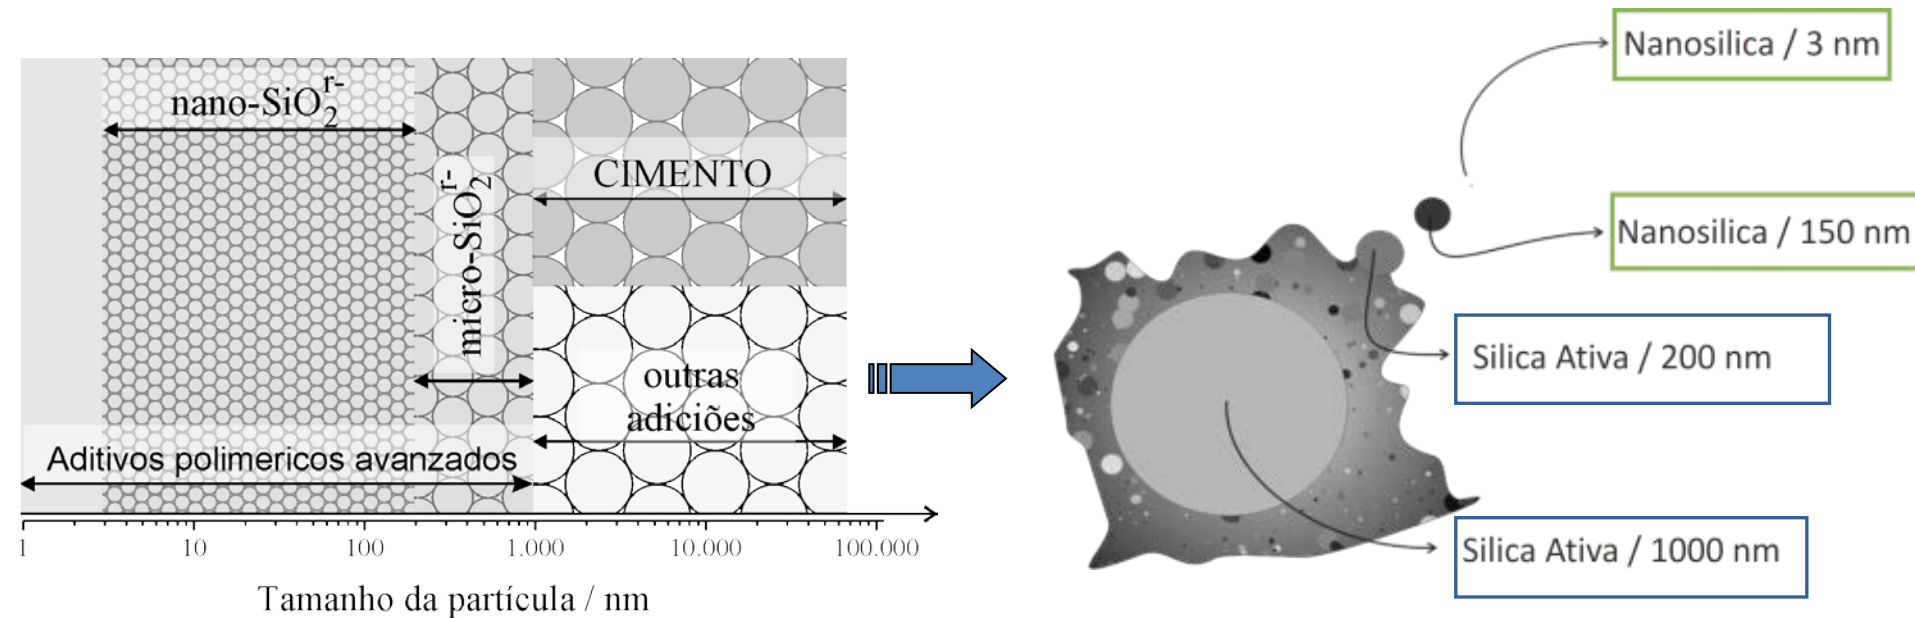 nano-SiO₂ʳ⁻
micro-SiO₂ʳ⁻
CIMENTO
outras
adiciões
Aditivos polimericos avanzados
1 10 100 1.000 10.000 100.000
Tamanho da partícula / nm
Nanosilica / 3 nm
Nanosilica / 150 nm
Silica Ativa / 200 nm
Silica Ativa / 1000 nm